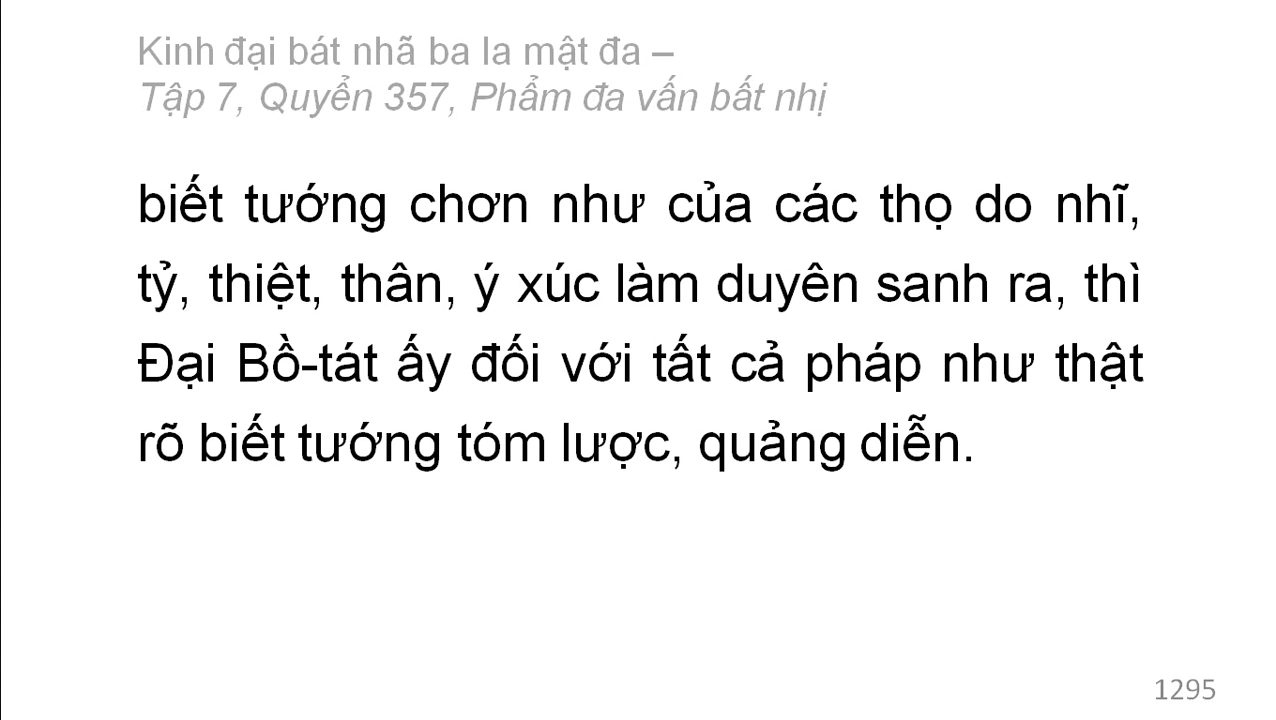 Kinh đại bát nhã ba la mật đa –
Tập 7, Quyển 357, Phẩm đa vấn bất nhị
biết tướng chơn như của các thọ do nhĩ,
tỷ, thiệt, thân, ý xúc làm duyên sanh ra, thì
Đại Bồ-tát ấy đối với tất cả pháp như thật
rõ biết tướng tóm lược, quảng diễn.
1295